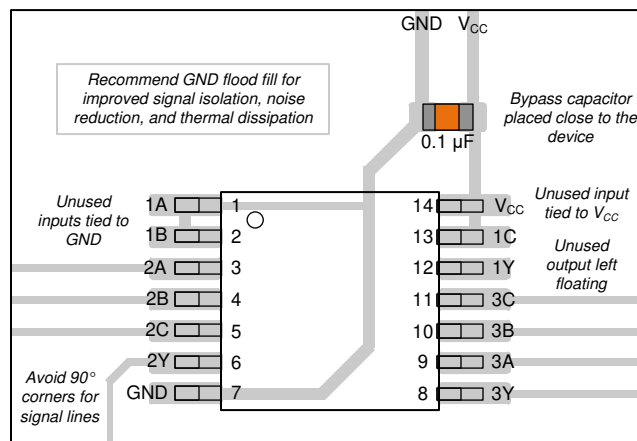 GND VCC
Recommend GND flood fill for
improved signal isolation, noise
reduction, and thermal dissipation
Bypass capacitor
placed close to the
device
0.1 µF
Unused
inputs tied to
GND
Unused input
tied to VCC
Unused
output left
floating
1A 1 14 VCC
1B 2 13 1C
2A 3 12 1Y
2B 4 11 3C
2C 5 10 3B
2Y 6 9 3A
GND 7 8 3Y
Avoid 90°
corners for
signal lines